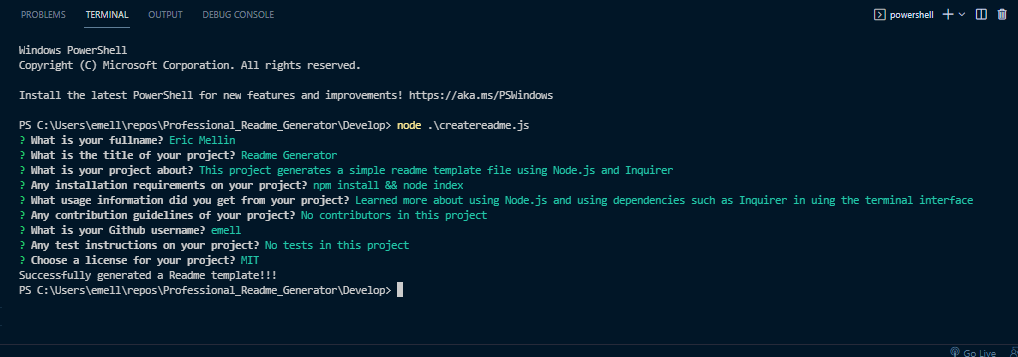 PROBLEMS TERMINAL OUTPUT DEBUG CONSOLE powershell
Windows PowerShell
Copyright (C) Microsoft Corporation. All rights reserved.
Install the latest PowerShell for new features and improvements! https://aka.ms/PSWindows
PS C:\Users\emell\repos\Professional_Readme_Generator\Develop> node .\createreadme.js
? What is your fullname? Eric Mellin
? What is the title of your project? Readme Generator
? What is your project about? This project generates a simple readme template file using Node.js and Inquirer
? Any installation requirements on your project? npm install && node index
? What usage information did you get from your project? Learned more about using Node.js and using dependencies such as Inquirer in uing the terminal interface
? Any contribution guidelines of your project? No contributors in this project
? What is your Github username? emell
? Any test instructions on your project? No tests in this project
? Choose a license for your project? MIT
Successfully generated a Readme template!!!
PS C:\Users\emell\repos\Professional_Readme_Generator\Develop>
Go Live